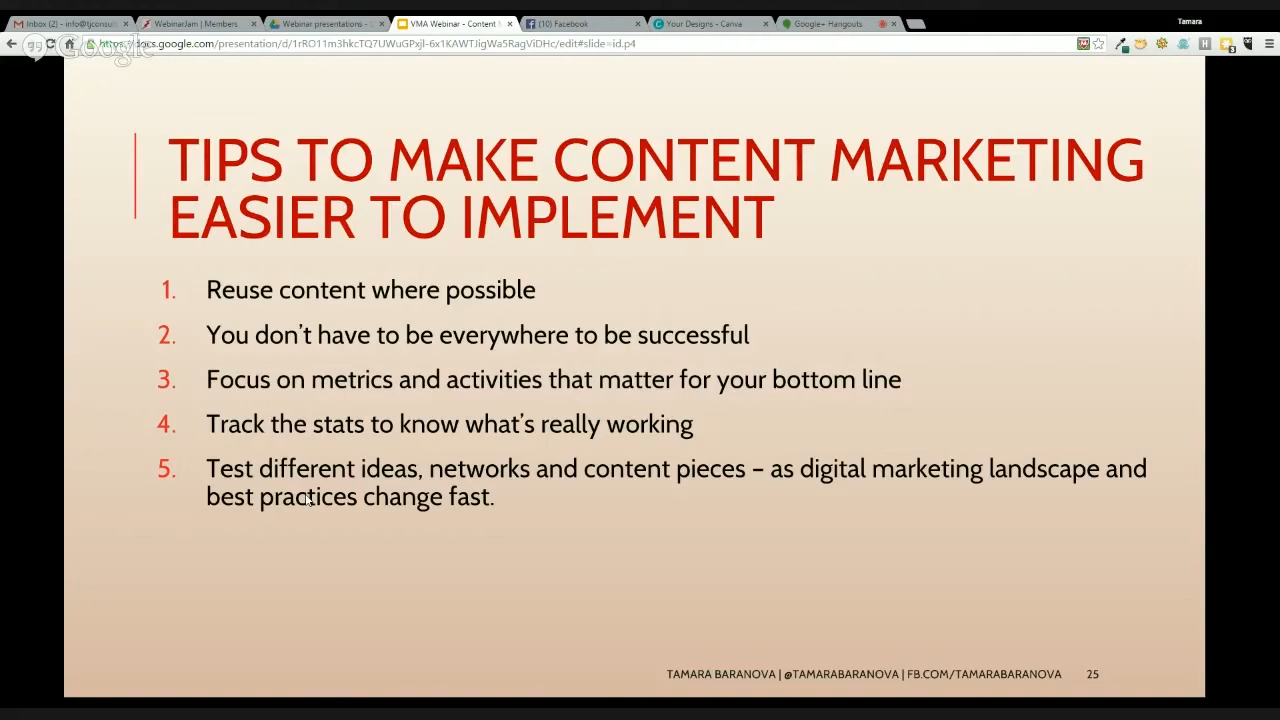 Inbox (2) - info@tjconsult
WebinarJam | Members
Webinar presentations -
VMA Webinar - Content M
(10) Facebook
Your Designs - Canva
Google+ Hangouts
Tamara
Google
https://docs.google.com/presentation/d/1rRO11m3hkcTQ7UWuGPxjl-6x1KAWTJigWa5RagViDHc/edit#slide=id.p4
TIPS TO MAKE CONTENT MARKETING
EASIER TO IMPLEMENT
1. Reuse content where possible
2. You don’t have to be everywhere to be successful
3. Focus on metrics and activities that matter for your bottom line
4. Track the stats to know what’s really working
5. Test different ideas, networks and content pieces – as digital marketing landscape and
best practices change fast.
TAMARA BARANOVA | @TAMARABARANOVA | FB.COM/TAMARABARANOVA 25